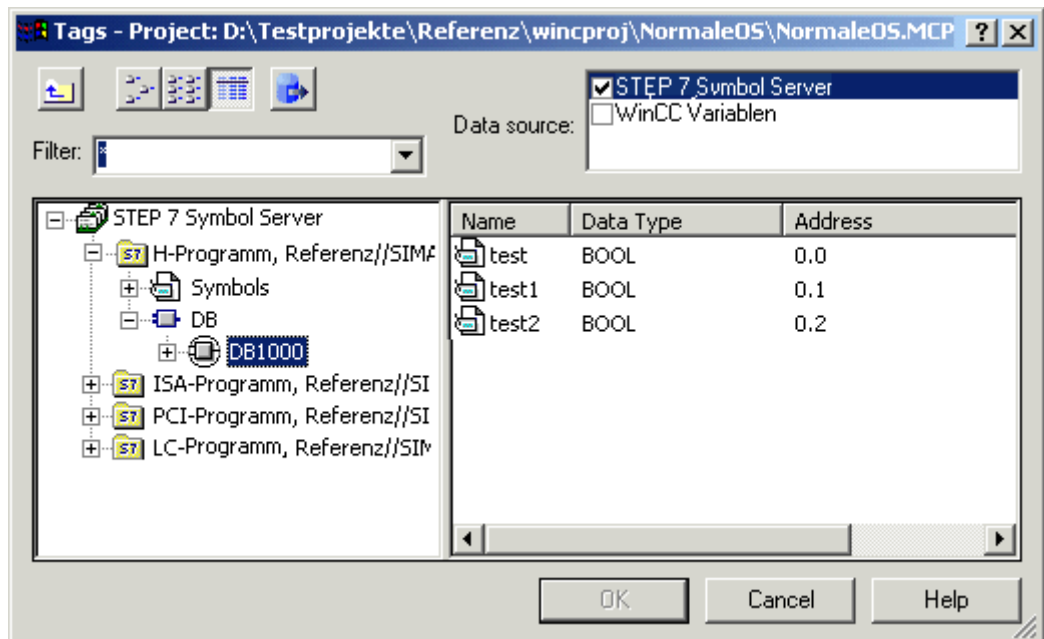 Tags - Project: D:\Testprojekte\Referenz\wincproj\NormaleOS\NormaleOS.MCP
Data source:
STEP 7 Symbol Server
WinCC Variablen
Filter: *
STEP 7 Symbol Server
H-Programm, Referenz//SIMA
Symbols
DB
DB1000
ISA-Programm, Referenz//SI
PCI-Programm, Referenz//SI
LC-Programm, Referenz//SIM
Name Data Type Address
test BOOL 0.0
test1 BOOL 0.1
test2 BOOL 0.2
OK Cancel Help